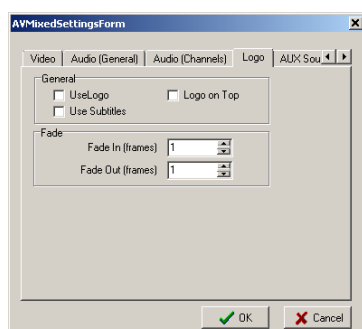 AVMixedSettingsForm
Video Audio (General) Audio (Channels) Logo AUX Sou
General
UseLogo Logo on Top
Use Subtitles
Fade
Fade In (frames) 1
Fade Out (frames) 1
OK Cancel